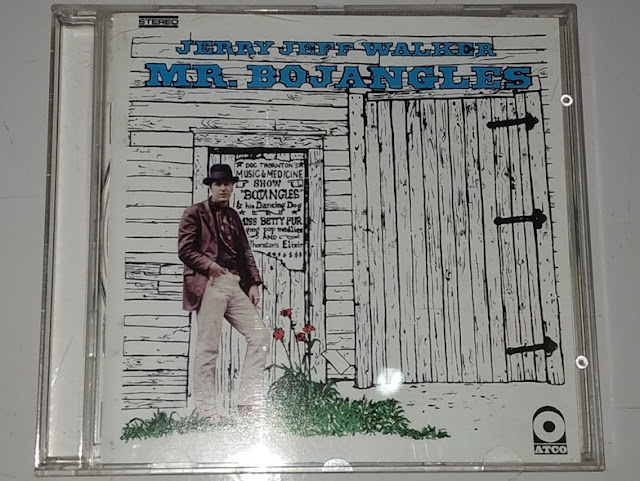 STEREO
JERRY JEFF WALKER
MR. BOJANGLES
DOC THORNTON'S
MUSIC & MEDICINE
SHOW
"BOJANGLES"
& his Dancing Dog
MISS BETTY FUR
pop medlies
AND
Thornton's Elixir
ATCO